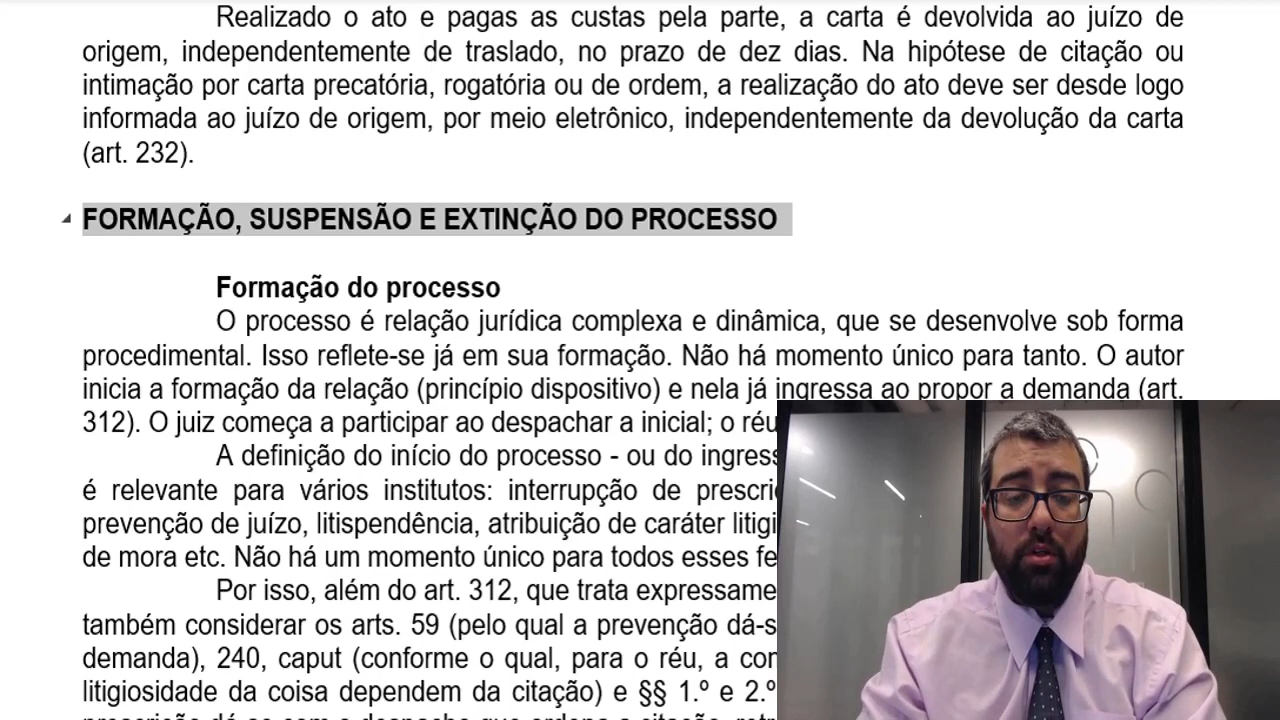 Realizado o ato e pagas as custas pela parte, a carta é devolvida ao juízo de
origem, independentemente de traslado, no prazo de dez dias. Na hipótese de citação ou
intimação por carta precatória, rogatória ou de ordem, a realização do ato deve ser desde logo
informada ao juízo de origem, por meio eletrônico, independentemente da devolução da carta
(art. 232).
FORMAÇÃO, SUSPENSÃO E EXTINÇÃO DO PROCESSO
Formação do processo
O processo é relação jurídica complexa e dinâmica, que se desenvolve sob forma
procedimental. Isso reflete-se já em sua formação. Não há momento único para tanto. O autor
inicia a formação da relação (princípio dispositivo) e nela já ingressa ao propor a demanda (art.
312). O juiz começa a participar ao despachar a inicial; o réu
A definição do início do processo - ou do ingress
é relevante para vários institutos: interrupção de prescri
prevenção de juízo, litispendência, atribuição de caráter litigi
de mora etc. Não há um momento único para todos esses fe
Por isso, além do art. 312, que trata expressame
também considerar os arts. 59 (pelo qual a prevenção dá-s
demanda), 240, caput (conforme o qual, para o réu, a con
litigiosidade da coisa dependem da citação) e §§ 1.º e 2.º